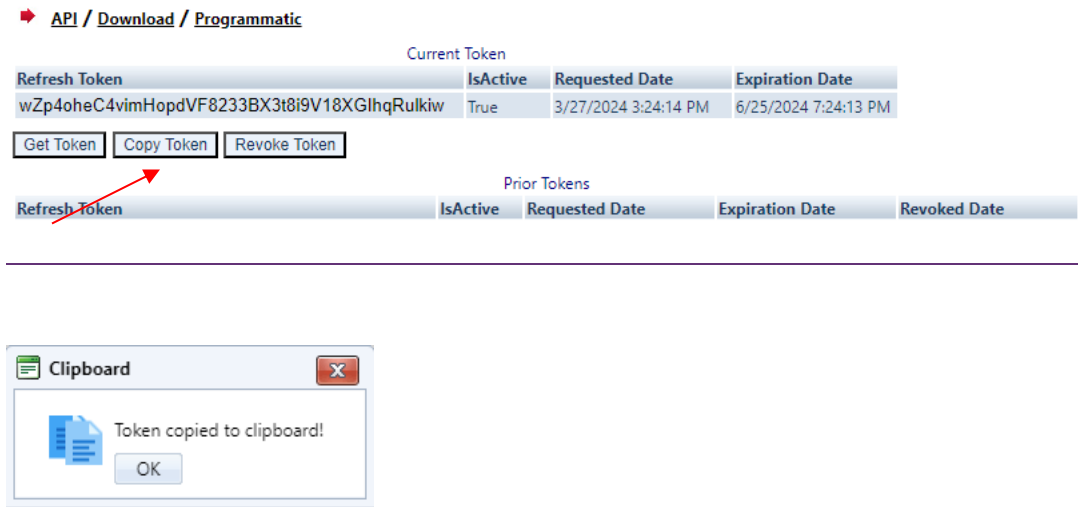 API / Download / Programmatic
Current Token
Refresh Token IsActive Requested Date Expiration Date
wZp4oheC4vimHopdVF8233BX3t8i9V18XGlhqRulkiw True 3/27/2024 3:24:14 PM 6/25/2024 7:24:13 PM
Get Token Copy Token Revoke Token
Prior Tokens
Refresh Token IsActive Requested Date Expiration Date Revoked Date
Clipboard
Token copied to clipboard!
OK